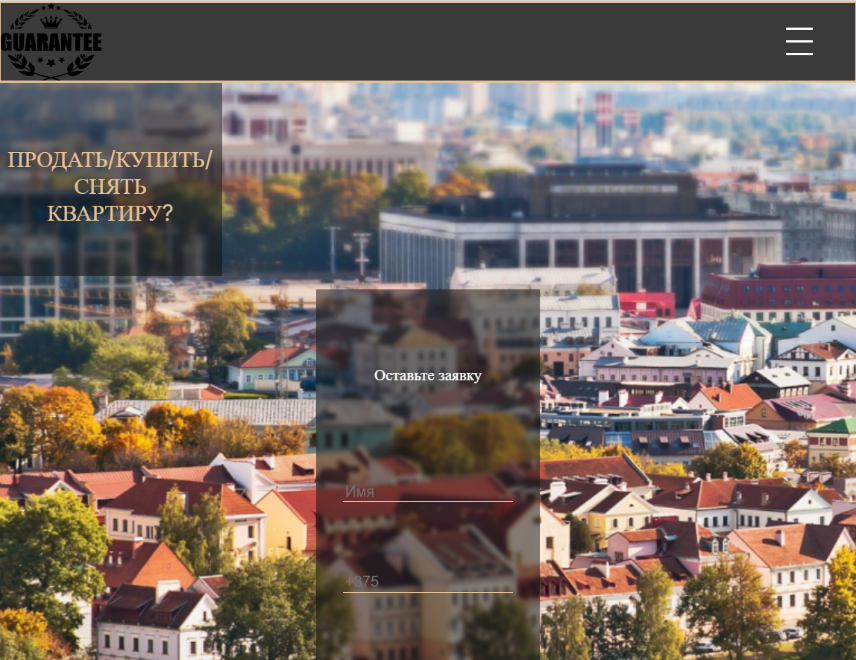 GUARANTEE
ПРОДАТЬ/КУПИТЬ/
СНЯТЬ
КВАРТИРУ?
Оставьте заявку
Имя
+375